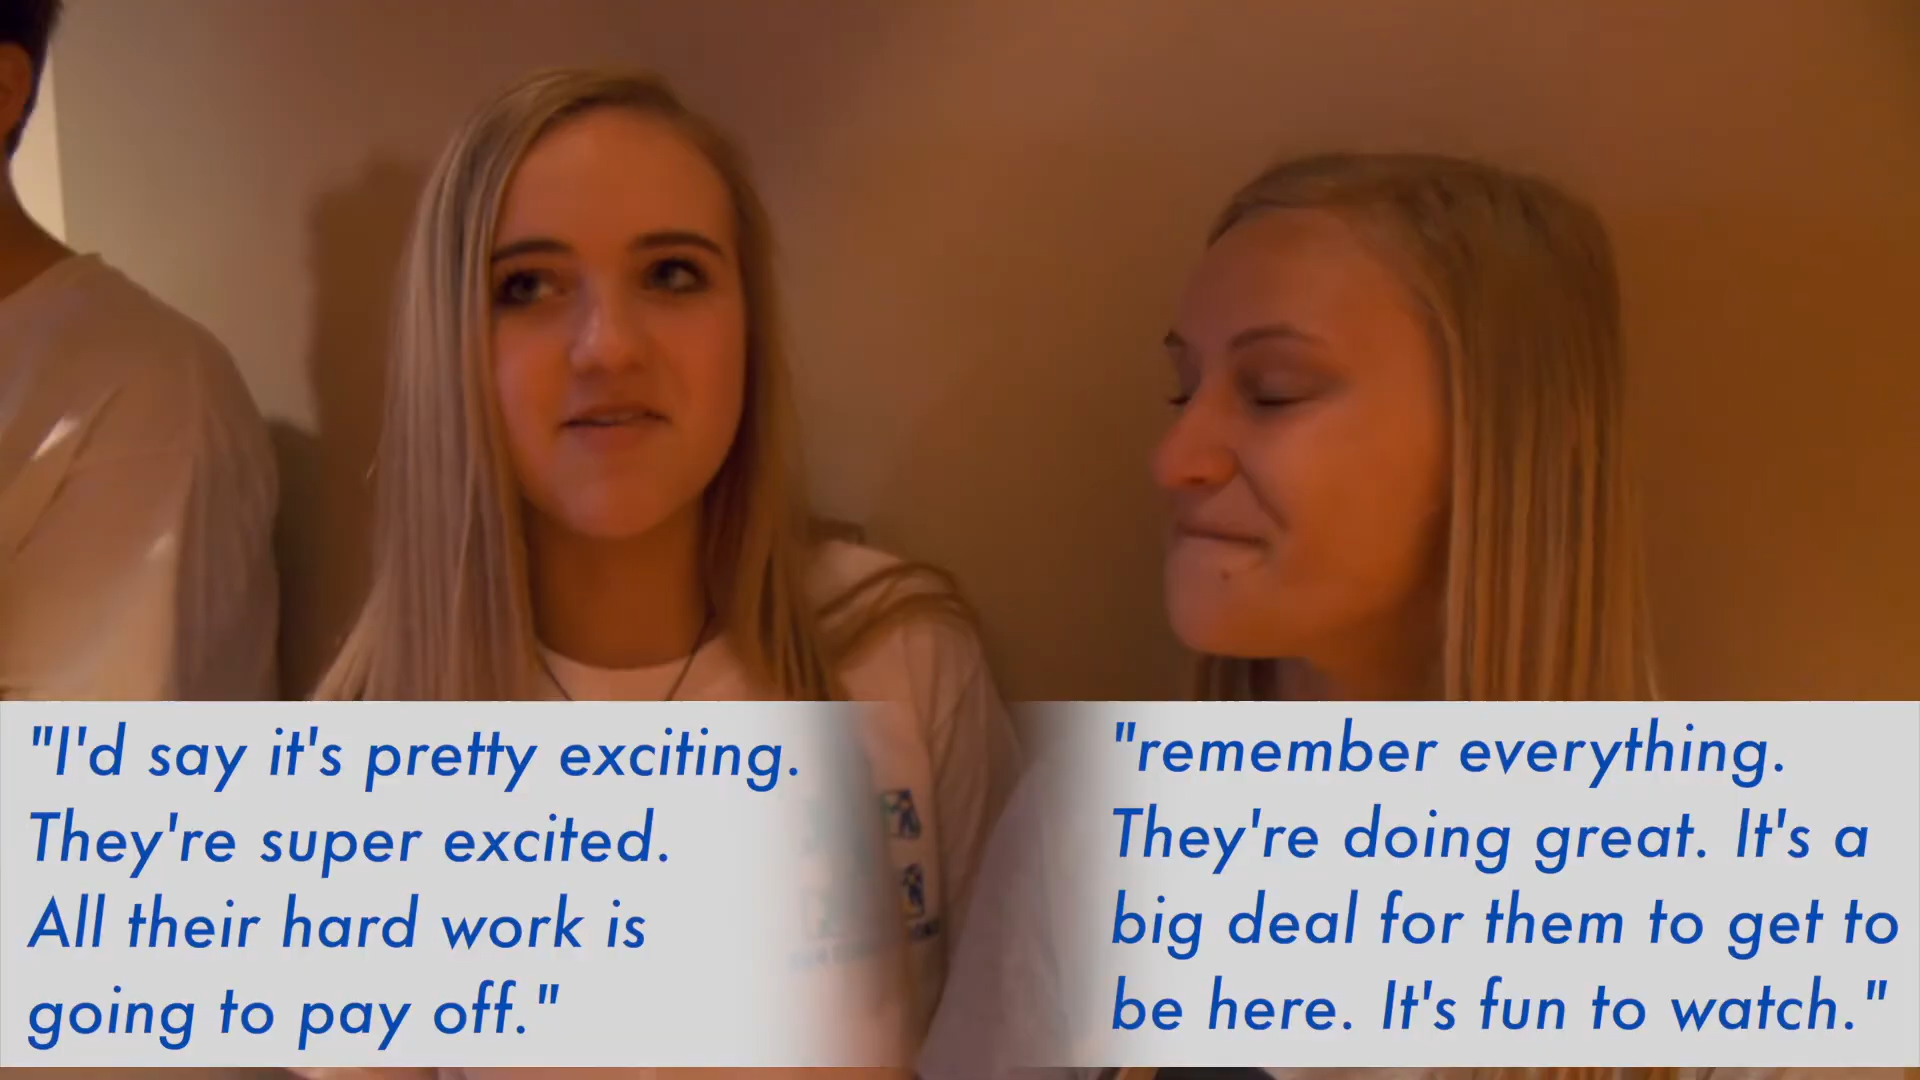 "I'd say it's pretty exciting.
They're super excited.
All their hard work is
going to pay off."
"remember everything.
They're doing great. It's a
big deal for them to get to
be here. It's fun to watch."